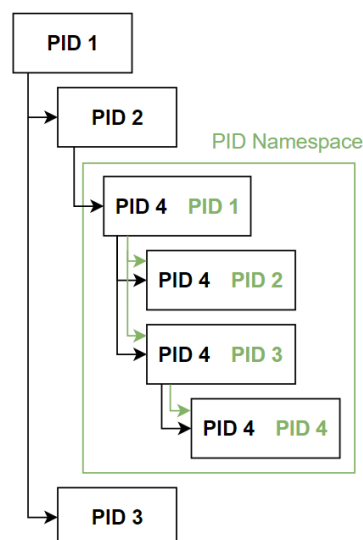 PID 1
PID 2
PID Namespace
PID 4 PID 1
PID 4 PID 2
PID 4 PID 3
PID 4 PID 4
PID 3